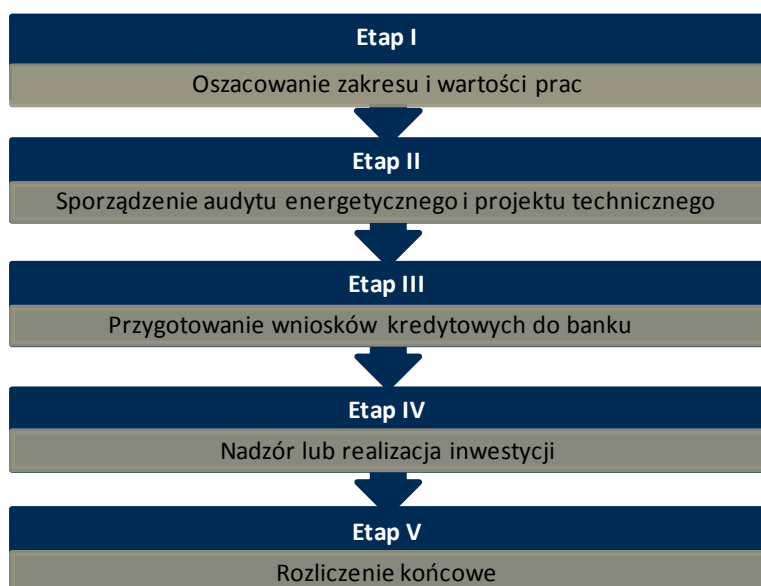 Etap I
Oszacowanie zakresu i wartości prac
Etap II
Sporządzenie audytu energetycznego i projektu technicznego
Etap III
Przygotowanie wniosków kredytowych do banku
Etap IV
Nadzór lub realizacja inwestycji
Etap V
Rozliczenie końcowe